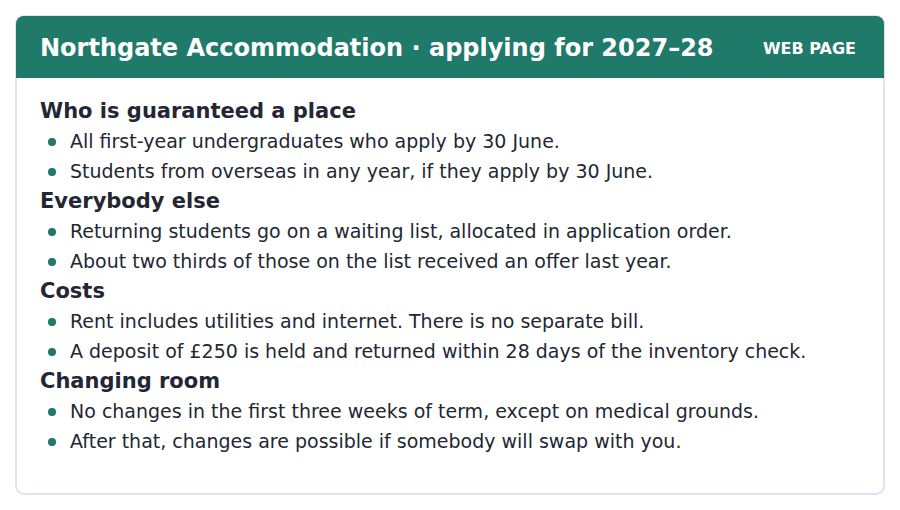 Northgate Accommodation · applying for 2027–28 WEB PAGE
Who is guaranteed a place
All first-year undergraduates who apply by 30 June.
Students from overseas in any year, if they apply by 30 June.
Everybody else
Returning students go on a waiting list, allocated in application order.
About two thirds of those on the list received an offer last year.
Costs
Rent includes utilities and internet. There is no separate bill.
A deposit of £250 is held and returned within 28 days of the inventory check.
Changing room
No changes in the first three weeks of term, except on medical grounds.
After that, changes are possible if somebody will swap with you.